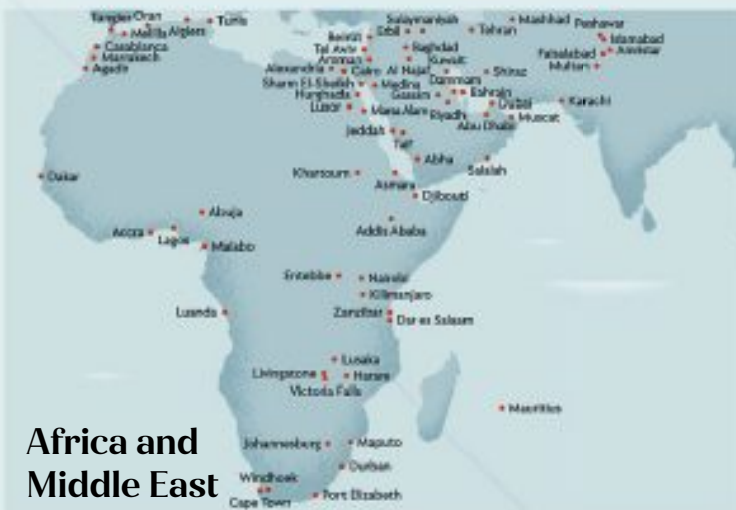 Tangier Oran
Tunis
Melilla Algiers
Casablanca
Marrakech
Agadir
Sulaymaniyah
Mashhad
Peshawar
Beirut
Erbil
Tehran
Islamabad
Tel Aviv
Baghdad
Faisalabad
Amritsar
Amman
Kuwait
Multan
Alexandria
Cairo
Al Najaf
Shiraz
Sharm El-Sheikh
Medina
Dammam
Hurghada
Gassim
Bahrain
Dubai
Karachi
Luxor
Marsa Alam
Riyadh
Abu Dhabi
Muscat
Jeddah
Taif
Abha
Salalah
Dakar
Khartoum
Asmara
Djibouti
Abuja
Accra
Lagos
Addis Ababa
Malabo
Entebbe
Nairobi
Kilimanjaro
Luanda
Zanzibar
Dar es Salaam
Lusaka
Livingstone
Harare
Victoria Falls
Mauritius
Africa and
Middle East
Johannesburg
Maputo
Durban
Windhoek
Cape Town
Port Elizabeth